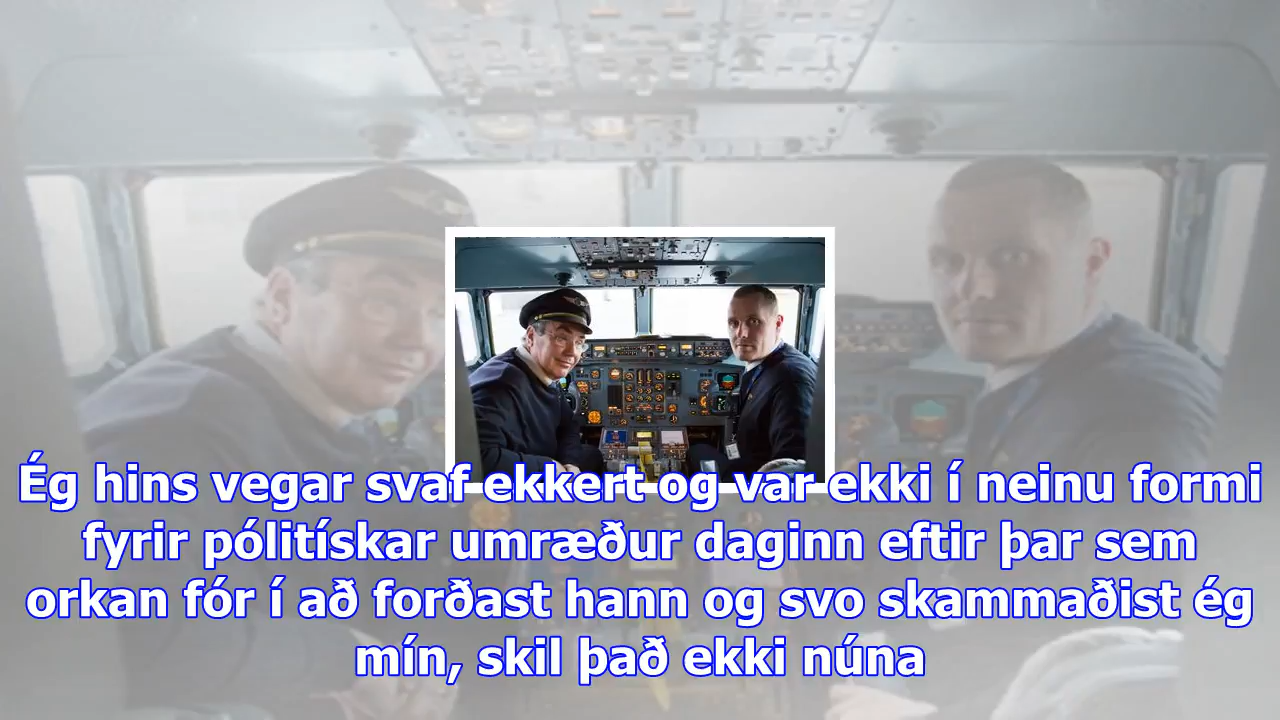 Ég hins vegar svaf ekkert og var ekki í neinu formi
fyrir pólitískar umræður daginn eftir þar sem
orkan fór í að forðast hann og svo skammaðist ég
mín, skil það ekki núna